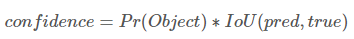 confidence = Pr(Object) * IoU(pred, true)